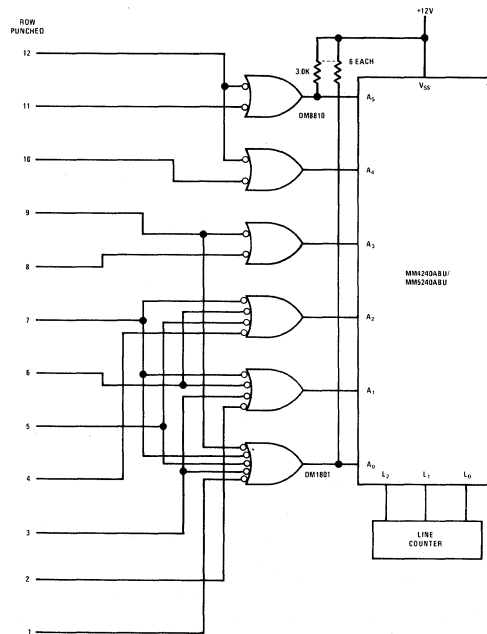 ROW
PUNCHED
+12V
12
3.0K
6 EACH
VSS
11
DM8810
A5
10
A4
9
8
A3
MM4240ABU/
MM5240ABU
7
A2
6
A1
5
4
DM1801
A0
L2
L1
L0
3
LINE
COUNTER
2
1